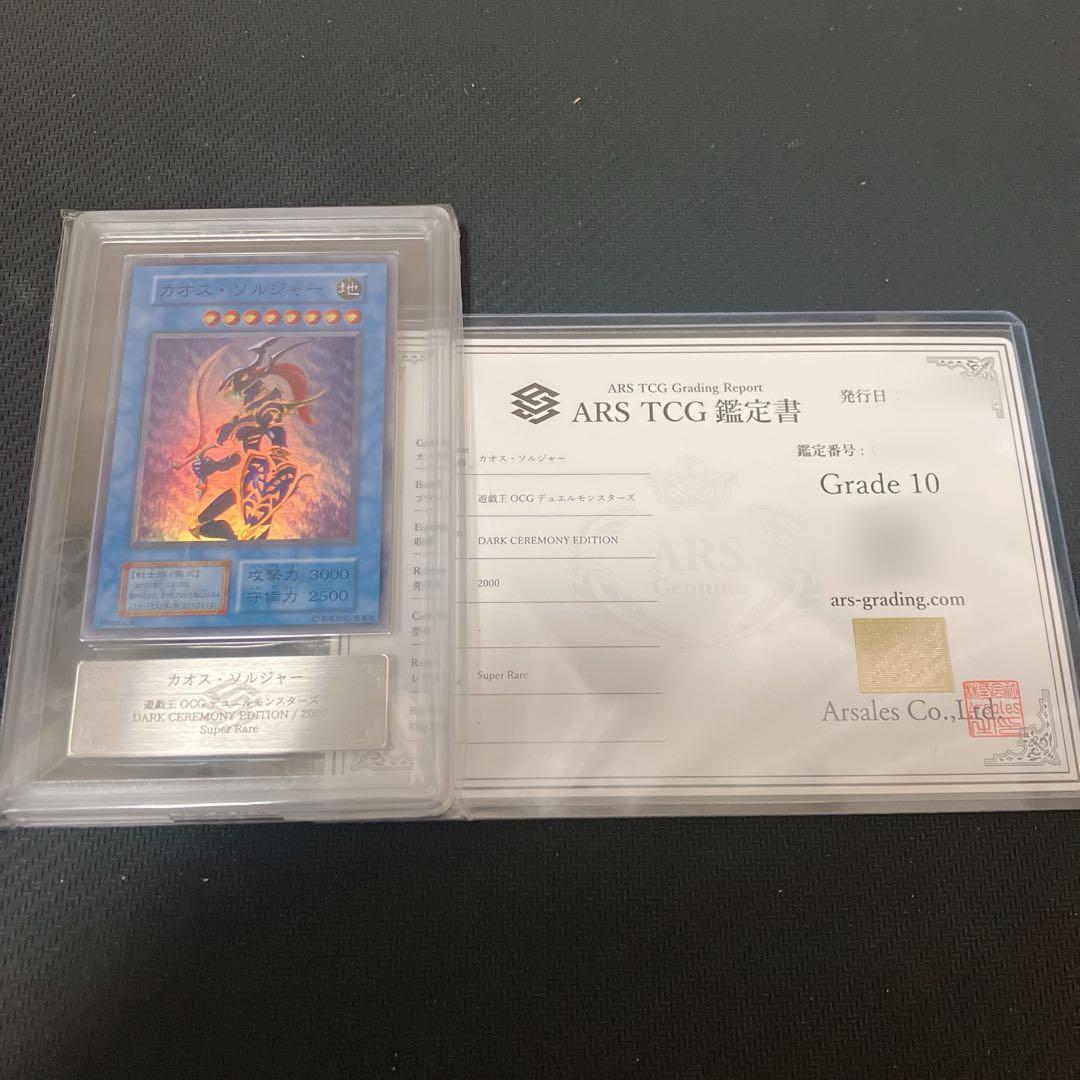 カオス・ソルジャー
地
【戦士族・儀式】
攻撃力 3000
守備力 2500
Replica
カオス・ソルジャー
遊戯王 OCG デュエルモンスターズ
DARK CEREMONY EDITION / 2000
Super Rare
ARS TCG Grading Report
ARS TCG 鑑定書
発行日
鑑定番号：
Grade 10
カオス・ソルジャー
遊戯王 OCG デュエルモンスターズ
DARK CEREMONY EDITION
2000
-
Super Rare
-
ARS
Genuine
ars-grading.com
Arsales Co.,Ltd.